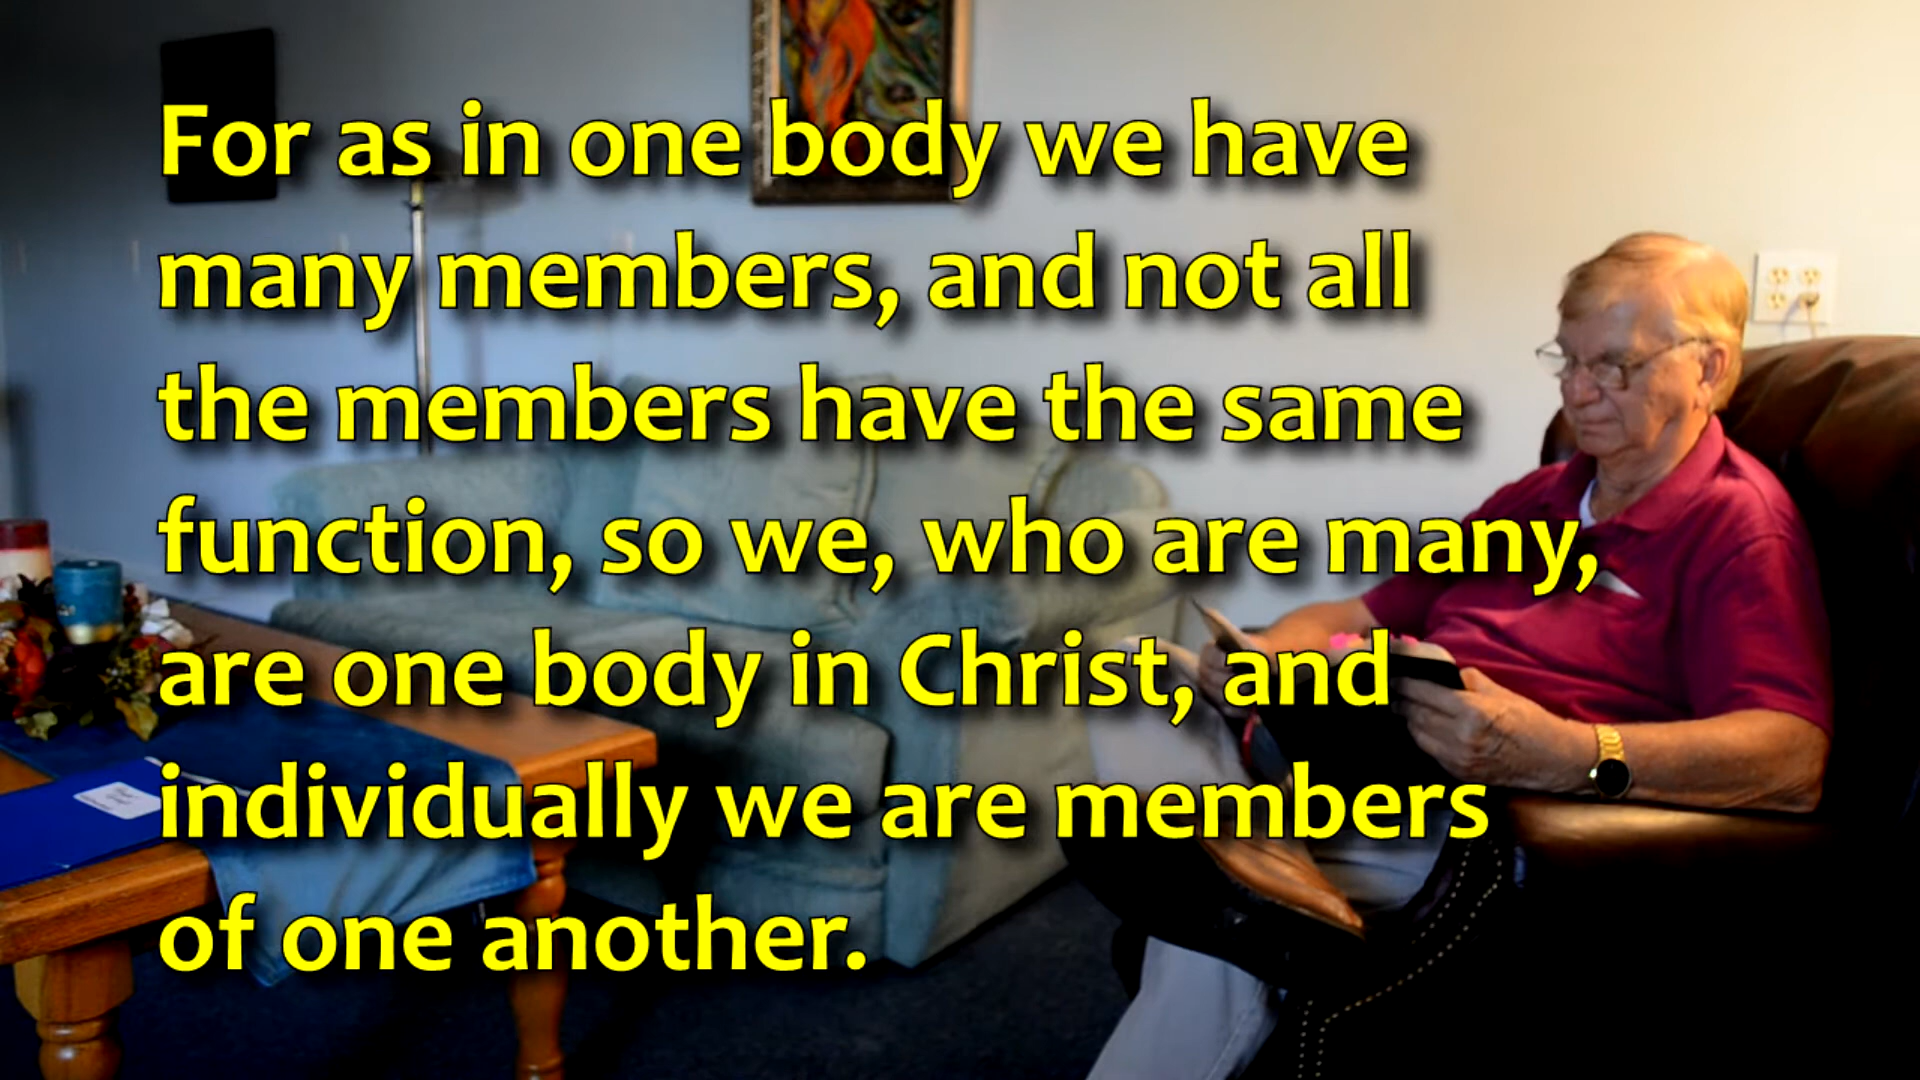 For as in one body we have
many members, and not all
the members have the same
function, so we, who are many,
are one body in Christ, and
individually we are members
of one another.